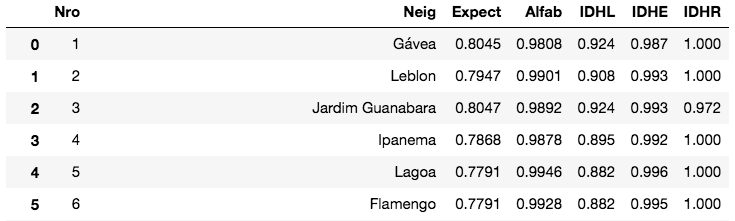 Nro Neig Expect Alfab IDHL IDHE IDHR
0 1 Gávea 0.8045 0.9808 0.924 0.987 1.000
1 2 Leblon 0.7947 0.9901 0.908 0.993 1.000
2 3 Jardim Guanabara 0.8047 0.9892 0.924 0.993 0.972
3 4 Ipanema 0.7868 0.9878 0.895 0.992 1.000
4 5 Lagoa 0.7791 0.9946 0.882 0.996 1.000
5 6 Flamengo 0.7791 0.9928 0.882 0.995 1.000